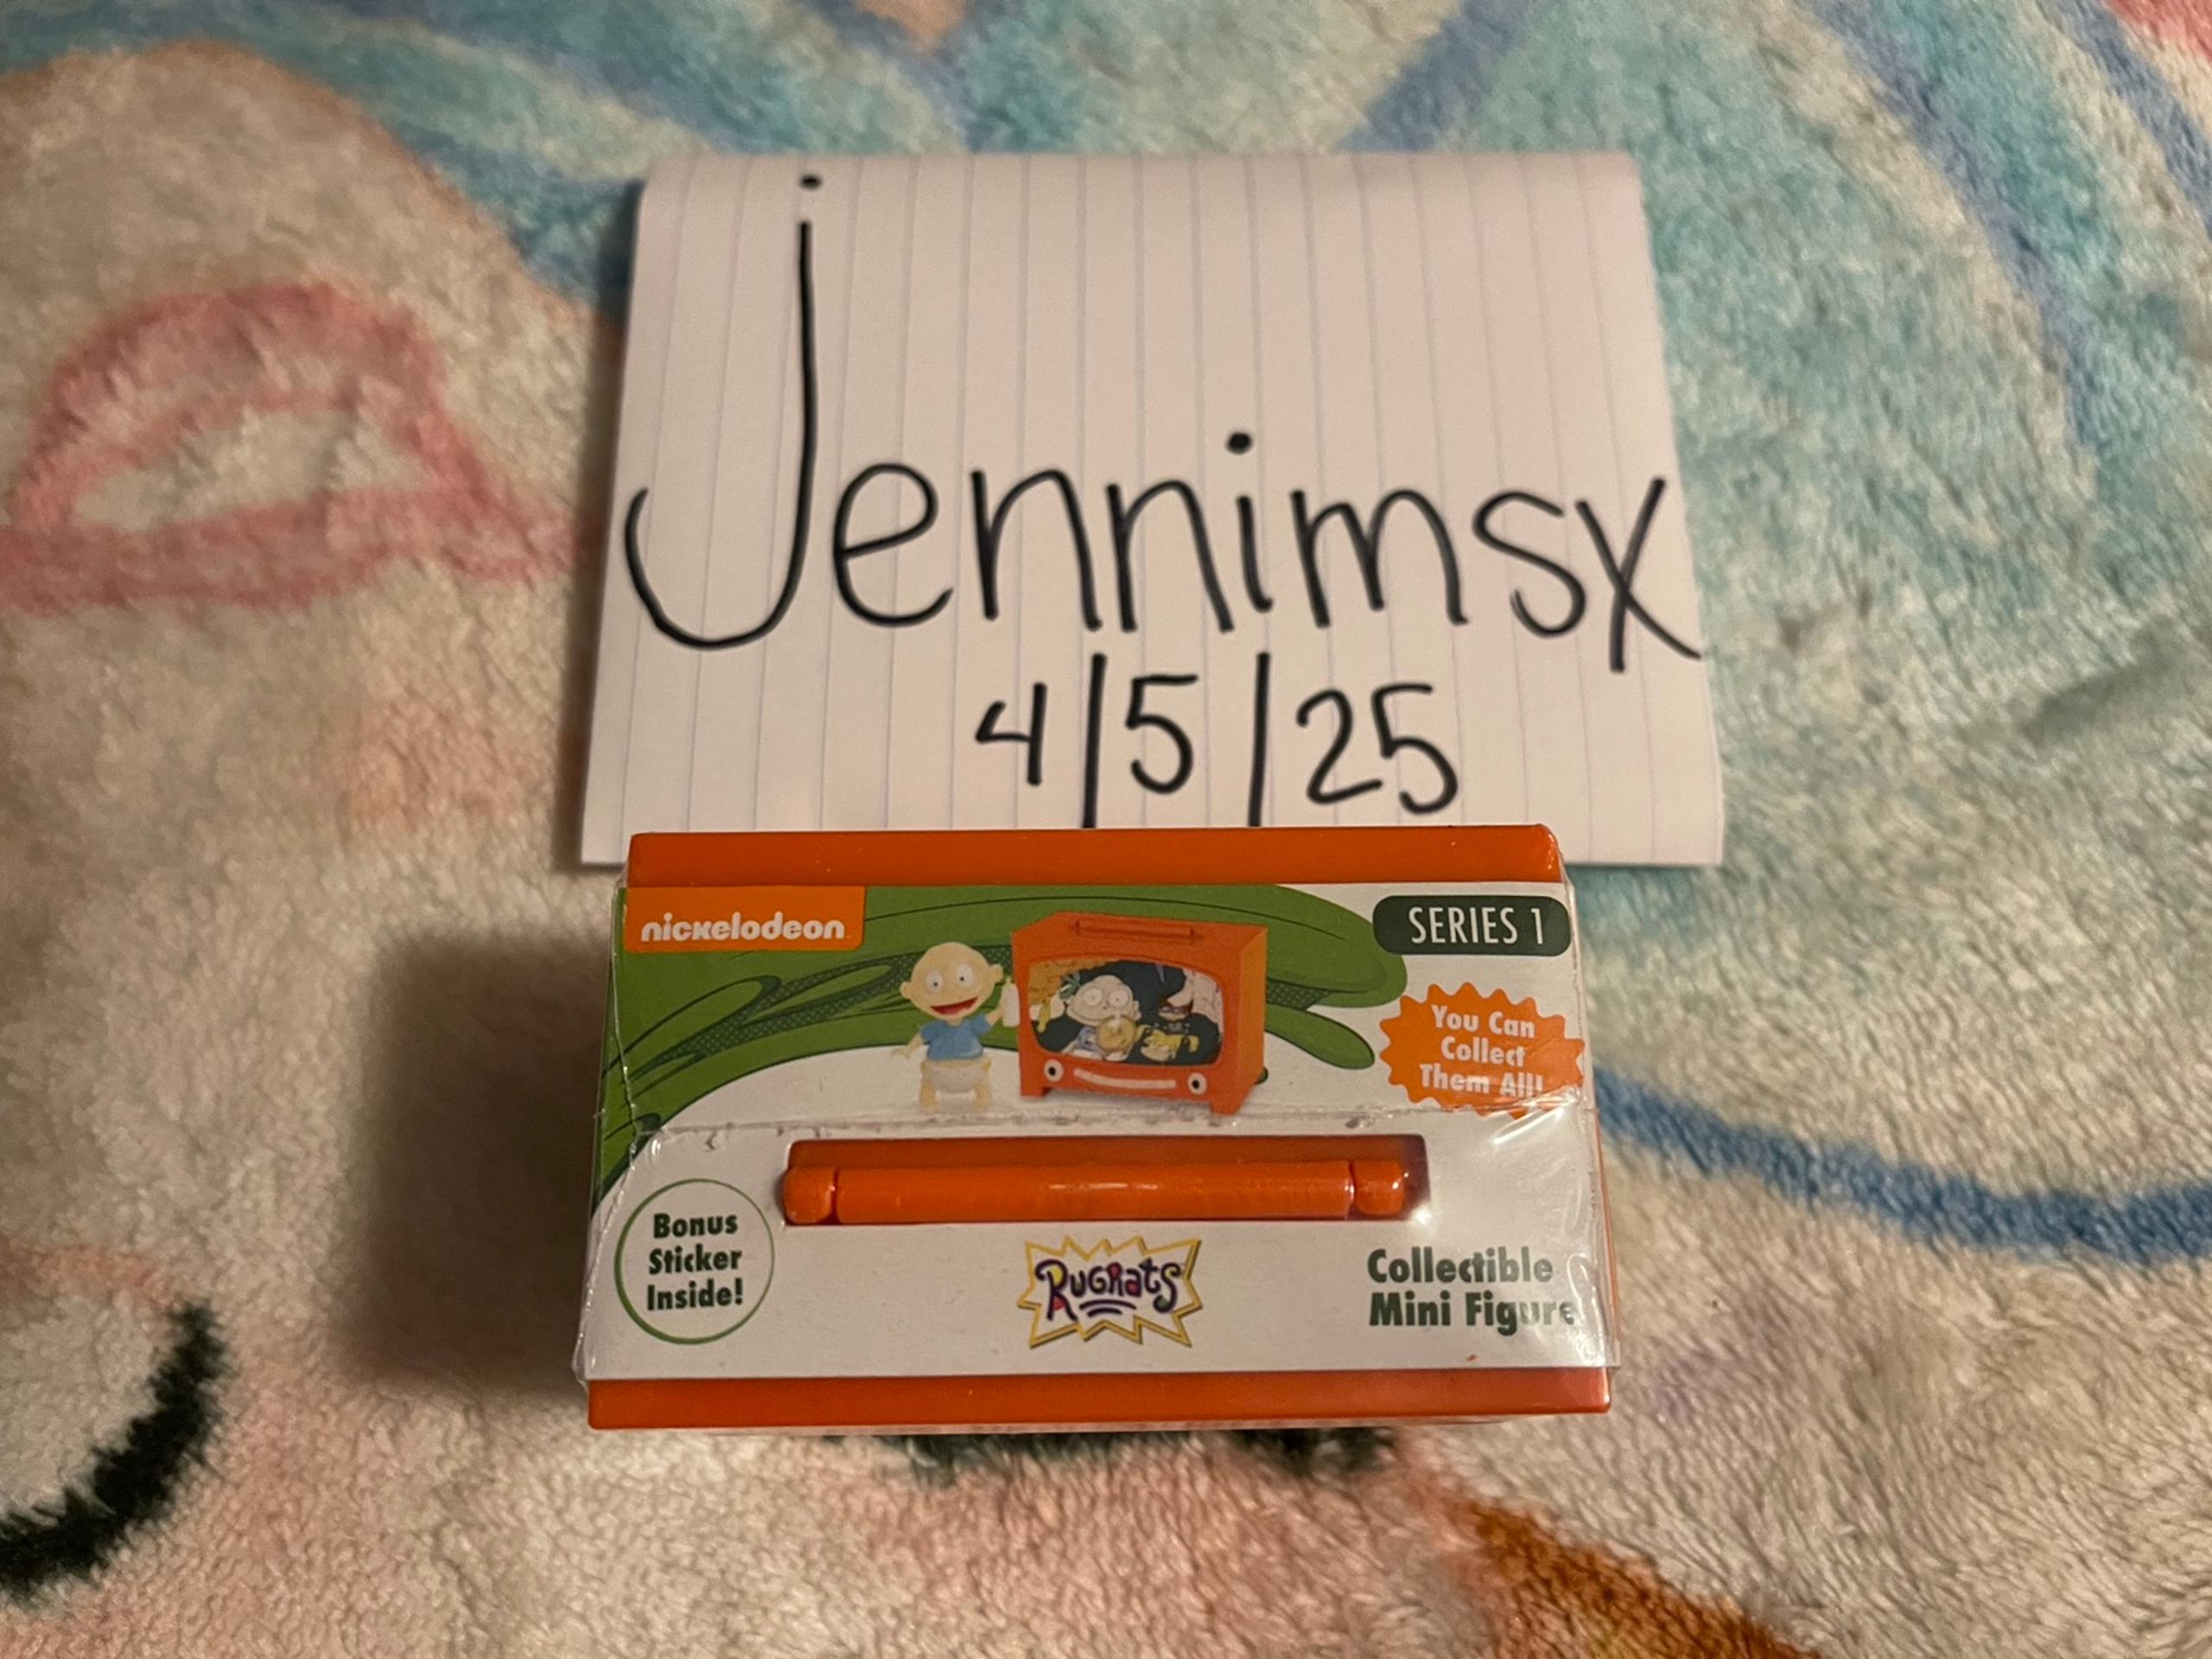 jennimsx
4/5/25
nickelodeon
SERIES 1
You Can
Collect
Them All!
Bonus
Sticker
Inside!
RUGRATS
Collectible
Mini Figure